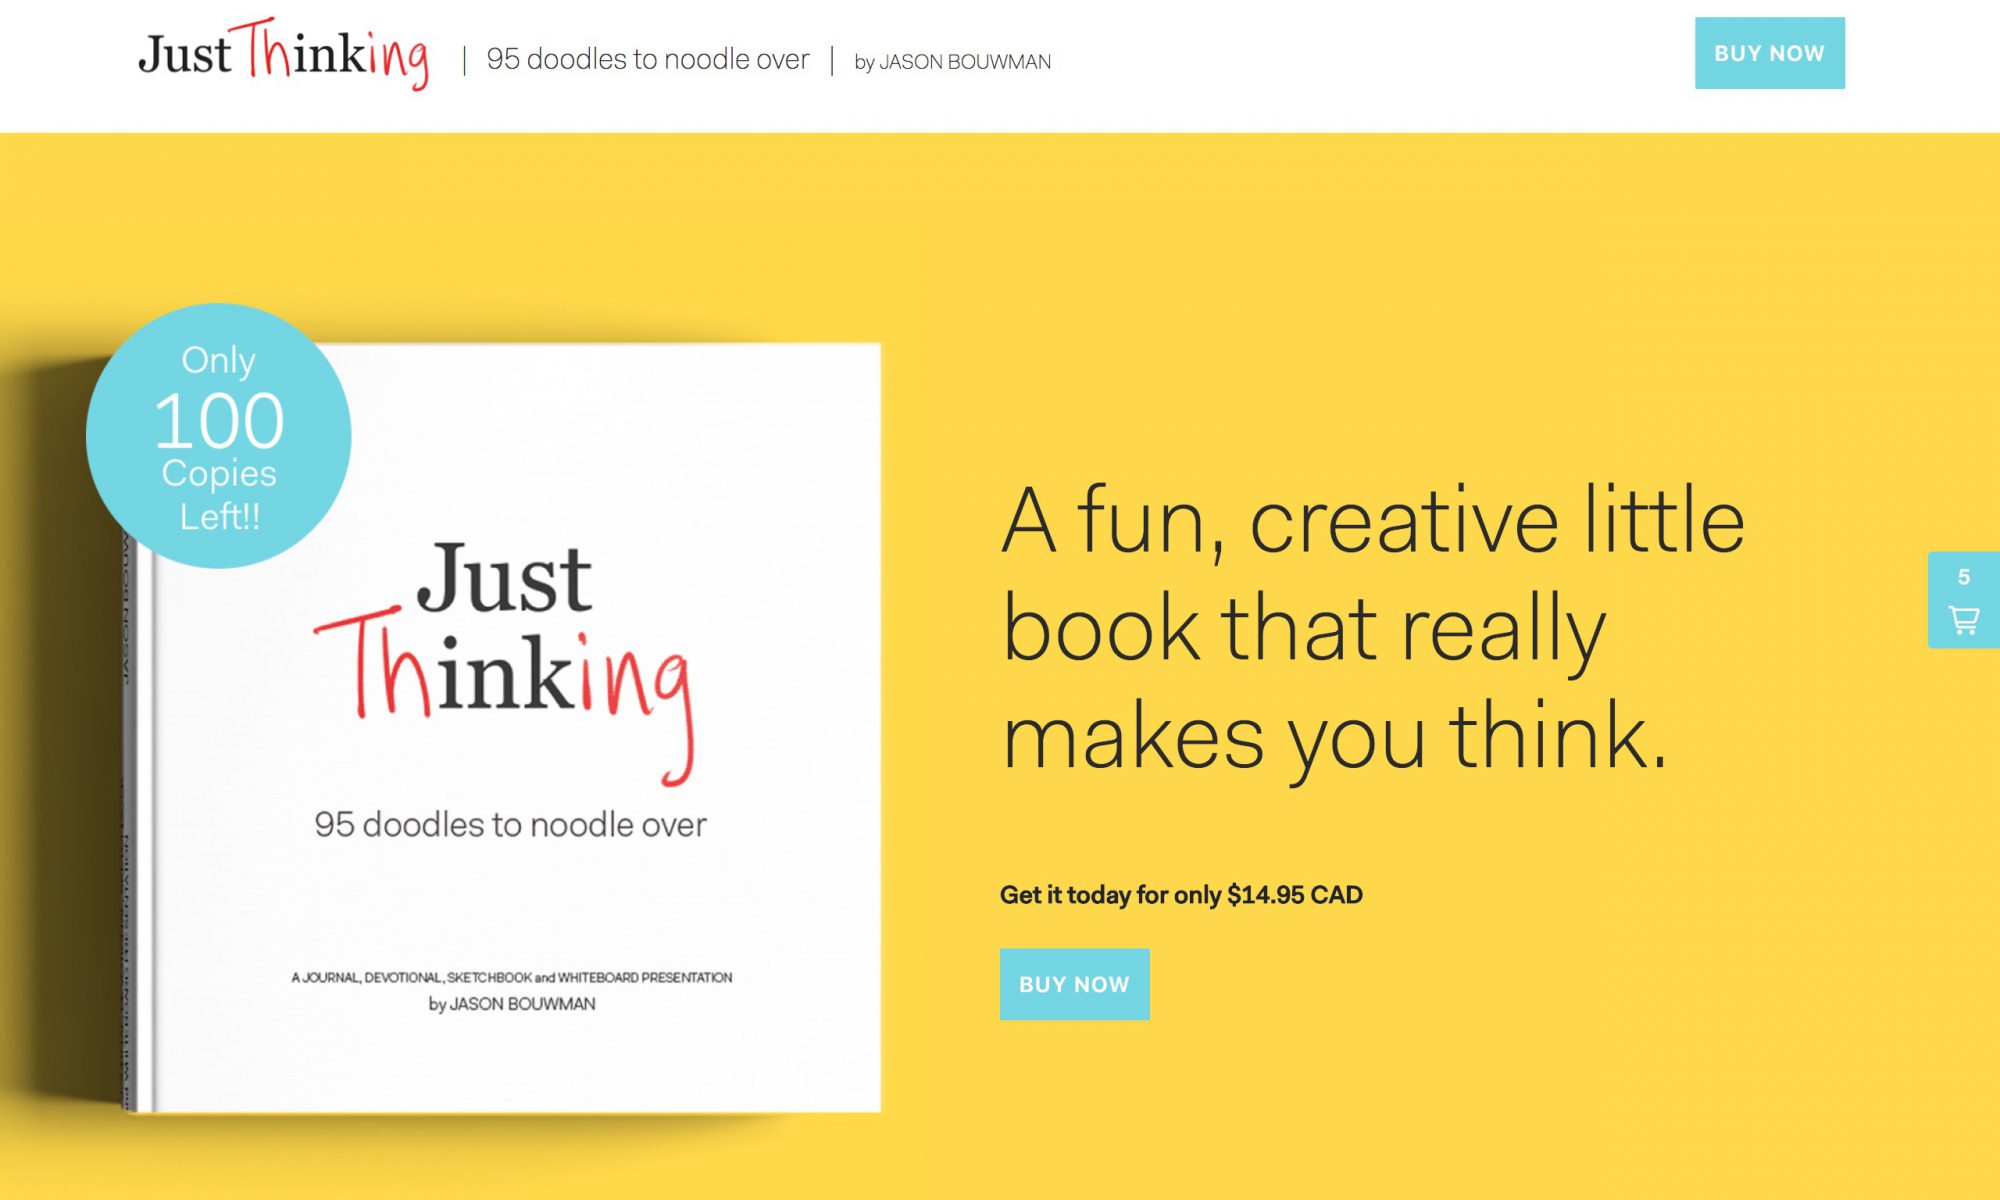 Just Thinking | 95 doodles to noodle over | by JASON BOUWMAN
BUY NOW
Only
100
Copies
Left!!
Just
Thinking
95 doodles to noodle over
A JOURNAL, DEVOTIONAL, SKETCHBOOK and WHITEBOARD PRESENTATION
by JASON BOUWMAN
A fun, creative little
book that really
makes you think.
Get it today for only $14.95 CAD
BUY NOW
5